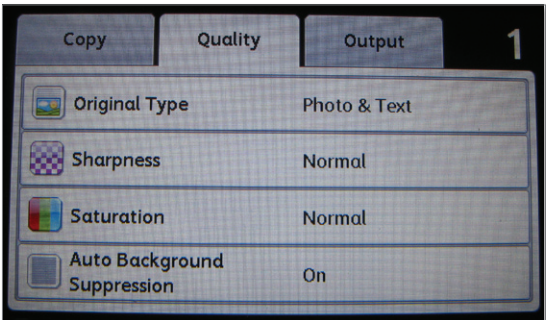 Copy Quality Output 1
Original Type Photo & Text
Sharpness Normal
Saturation Normal
Auto Background
Suppression On